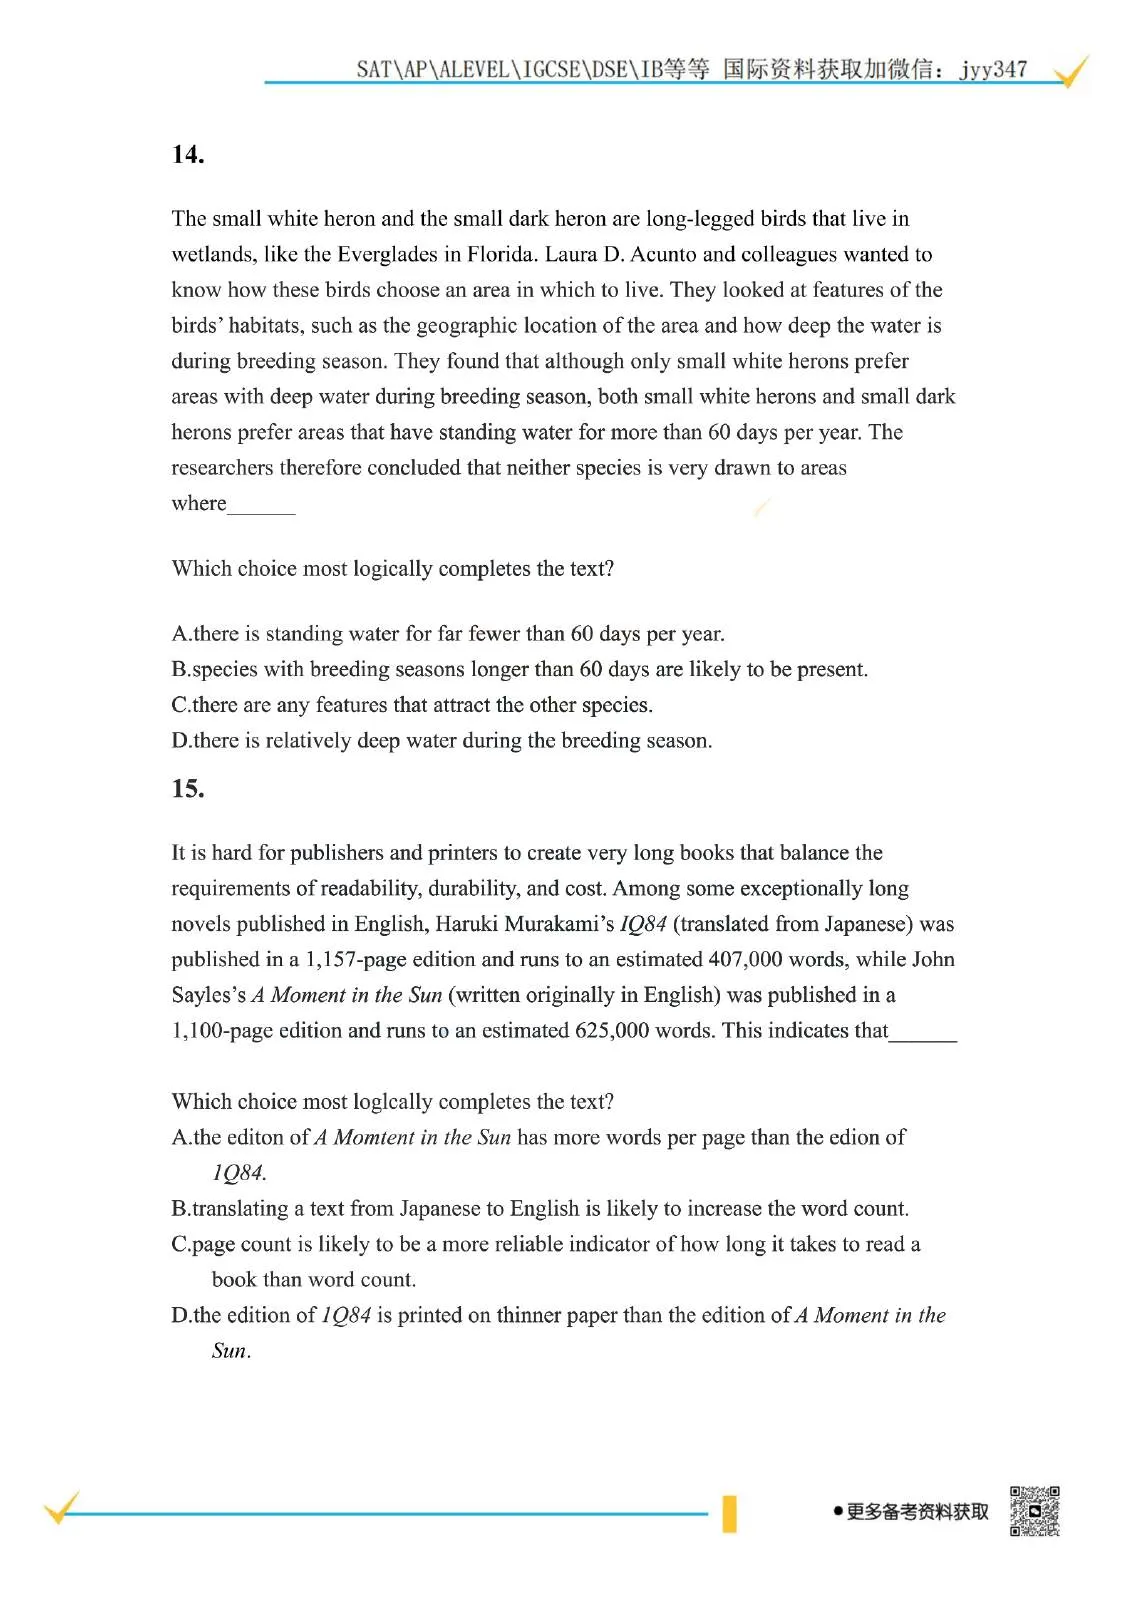 SAT\AP\ALEVEL\IGCSE\DSE\IB等等 国际资料获取加微信：jyy347
14.
The small white heron and the small dark heron are long-legged birds that live in
wetlands, like the Everglades in Florida. Laura D. Acunto and colleagues wanted to
know how these birds choose an area in which to live. They looked at features of the
birds' habitats, such as the geographic location of the area and how deep the water is
during breeding season. They found that although only small white herons prefer
areas with deep water during breeding season, both small white herons and small dark
herons prefer areas that have standing water for more than 60 days per year. The
researchers therefore concluded that neither species is very drawn to areas
where______
Which choice most logically completes the text?
A.there is standing water for far fewer than 60 days per year.
B.species with breeding seasons longer than 60 days are likely to be present.
C.there are any features that attract the other species.
D.there is relatively deep water during the breeding season.
15.
It is hard for publishers and printers to create very long books that balance the
requirements of readability, durability, and cost. Among some exceptionally long
novels published in English, Haruki Murakami's IQ84 (translated from Japanese) was
published in a 1,157-page edition and runs to an estimated 407,000 words, while John
Sayles's A Moment in the Sun (written originally in English) was published in a
1,100-page edition and runs to an estimated 625,000 words. This indicates that______
Which choice most loglcally completes the text?
A.the editon of A Momtent in the Sun has more words per page than the edion of
1Q84.
B.translating a text from Japanese to English is likely to increase the word count.
C.page count is likely to be a more reliable indicator of how long it takes to read a
book than word count.
D.the edition of 1Q84 is printed on thinner paper than the edition of A Moment in the
Sun.
●更多备考资料获取